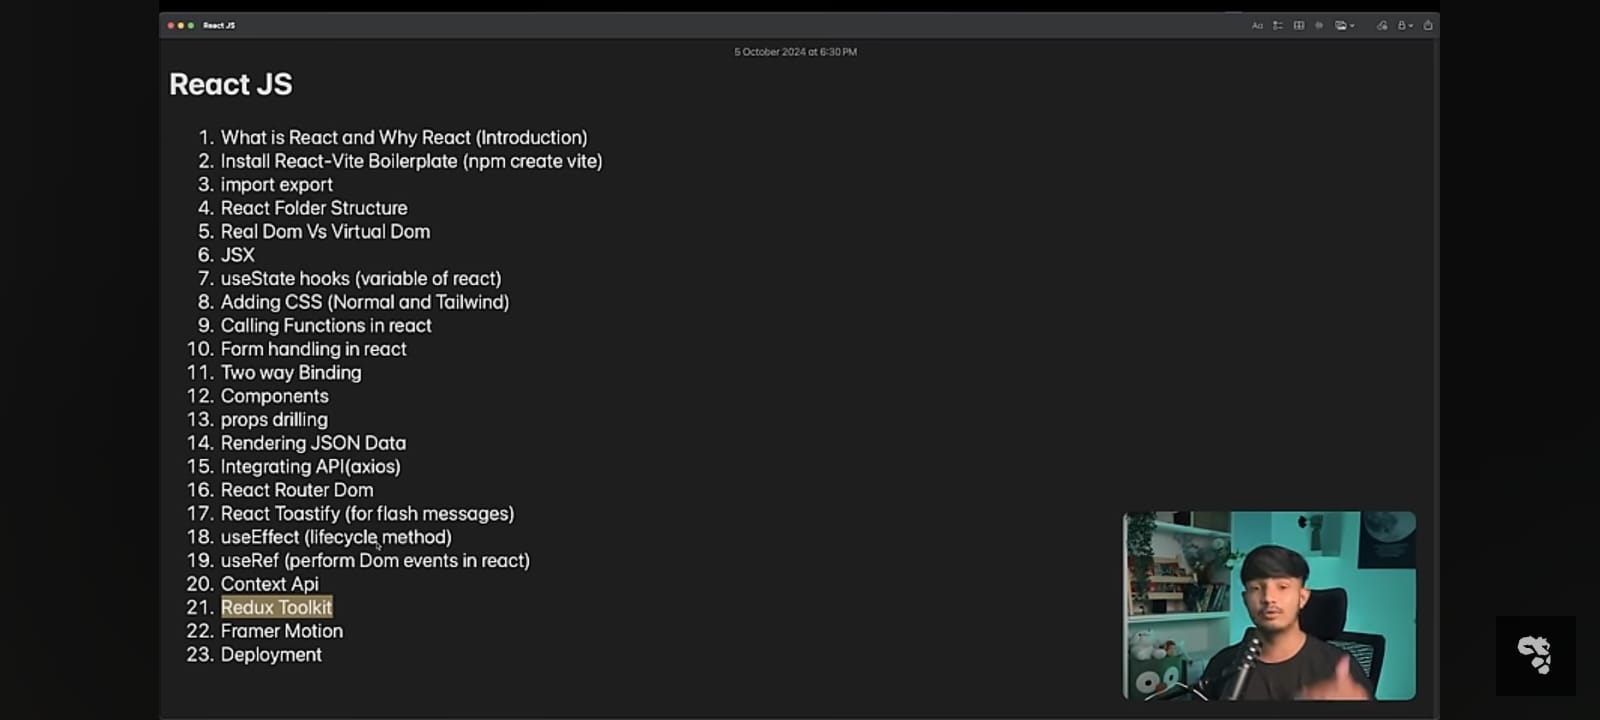 React JS
5 October 2024 at 6:30 PM
React JS
1. What is React and Why React (Introduction)
2. Install React-Vite Boilerplate (npm create vite)
3. import export
4. React Folder Structure
5. Real Dom Vs Virtual Dom
6. JSX
7. useState hooks (variable of react)
8. Adding CSS (Normal and Tailwind)
9. Calling Functions in react
10. Form handling in react
11. Two way Binding
12. Components
13. props drilling
14. Rendering JSON Data
15. Integrating API(axios)
16. React Router Dom
17. React Toastify (for flash messages)
18. useEffect (lifecycle method)
19. useRef (perform Dom events in react)
20. Context Api
21. Redux Toolkit
22. Framer Motion
23. Deployment